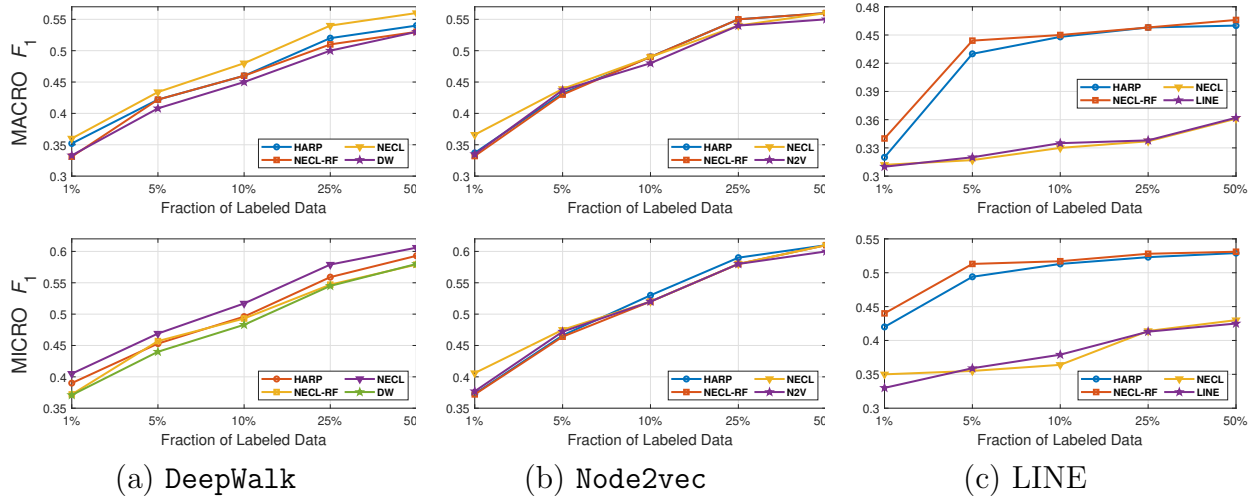 MACRO F1
0.55
0.5
0.45
0.4
0.35
0.3
HARP NECL
NECL-RF DW
1% 5% 10% 25% 50
Fraction of Labeled Data
0.55
0.5
0.45
0.4
0.35
0.3
HARP NECL
NECL-RF N2V
1% 5% 10% 25% 50
Fraction of Labeled Data
0.48
0.45
0.42
0.39
0.36
0.33
0.3
HARP NECL
NECL-RF LINE
1% 5% 10% 25% 50%
Fraction of Labeled Data
MICRO F1
0.6
0.55
0.5
0.45
0.4
0.35
HARP NECL
NECL-RF DW
1% 5% 10% 25% 50
Fraction of Labeled Data
0.6
0.55
0.5
0.45
0.4
0.35
HARP NECL
NECL-RF N2V
1% 5% 10% 25% 50
Fraction of Labeled Data
0.55
0.5
0.45
0.4
0.35
0.3
HARP NECL
NECL-RF LINE
1% 5% 10% 25% 50%
Fraction of Labeled Data
(a) DeepWalk (b) Node2vec (c) LINE